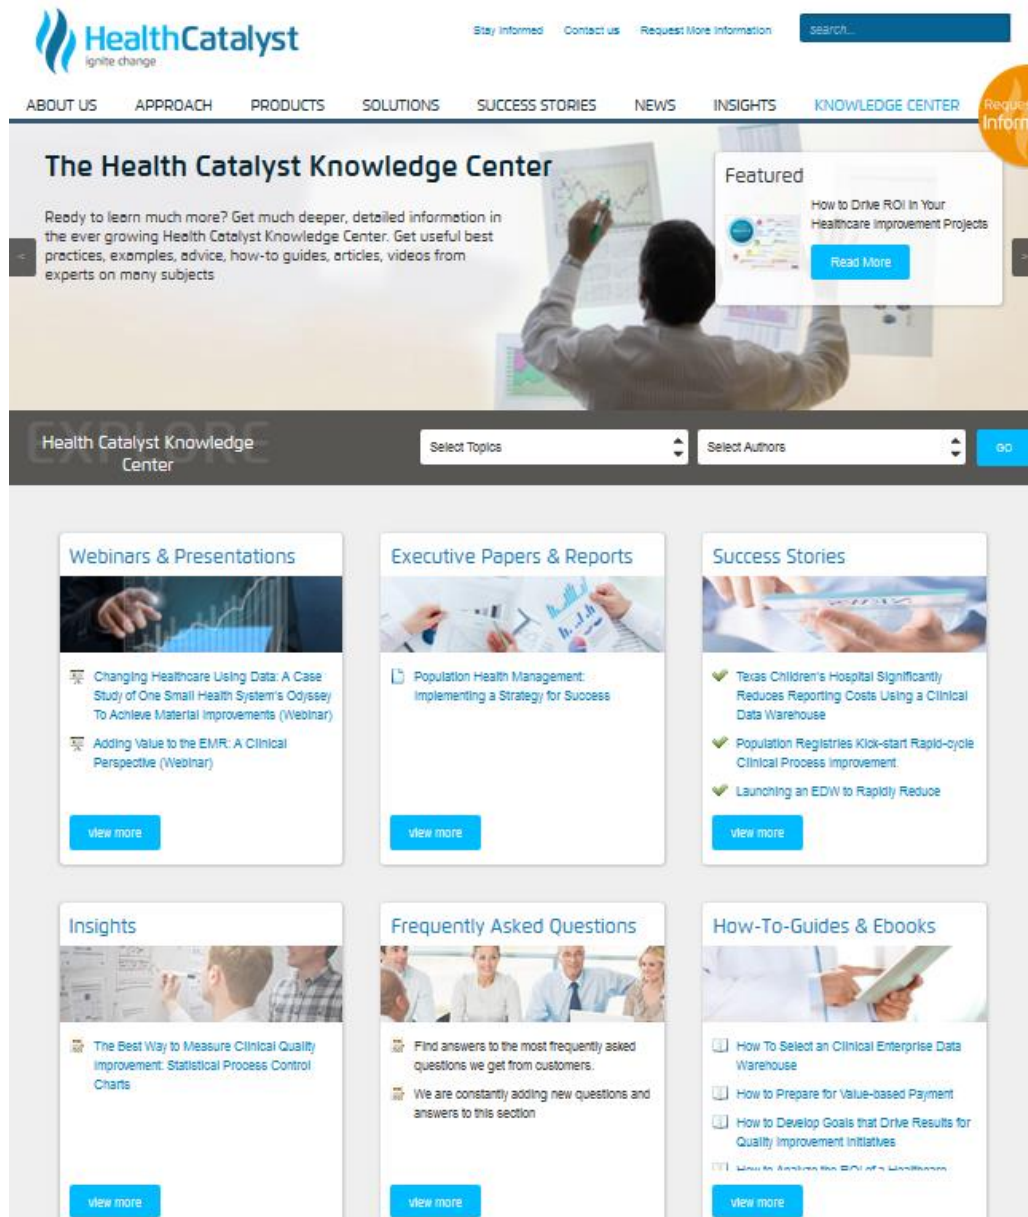 HealthCatalyst
ignite change
Stay Informed Contact us Request More Information search...
ABOUT US APPROACH PRODUCTS SOLUTIONS SUCCESS STORIES NEWS INSIGHTS KNOWLEDGE CENTER
Inform
The Health Catalyst Knowledge Center
Ready to learn much more? Get much deeper, detailed information in
the ever growing Health Catalyst Knowledge Center. Get useful best
practices, examples, advice, how-to guides, articles, videos from
experts on many subjects
<
Featured
How to Drive ROI in Your
Healthcare Improvement Projects
Read More
>
EXPLORE
Health Catalyst Knowledge
Center
Select Topics
Select Authors
GO
Webinars & Presentations
Changing Healthcare Using Data: A Case
Study of One Small Health System's Odyssey
To Achieve Material Improvements (Webinar)
Adding Value to the EMR: A Clinical
Perspective (Webinar)
view more
Executive Papers & Reports
Population Health Management:
Implementing a Strategy for Success
view more
Success Stories
Texas Children's Hospital Significantly
Reduces Reporting Costs Using a Clinical
Data Warehouse
Population Registries Kick-start Rapid-cycle
Clinical Process Improvement
Launching an EDW to Rapidly Reduce
view more
Insights
The Best Way to Measure Clinical Quality
Improvement: Statistical Process Control
Charts
view more
Frequently Asked Questions
Find answers to the most frequently asked
questions we get from customers.
We are constantly adding new questions and
answers to this section
view more
How-To-Guides & Ebooks
How To Select an Clinical Enterprise Data
Warehouse
How to Prepare for Value-based Payment
How to Develop Goals that Drive Results for
Quality Improvement Initiatives
How to Analyze the ROI of a Healthcare
view more